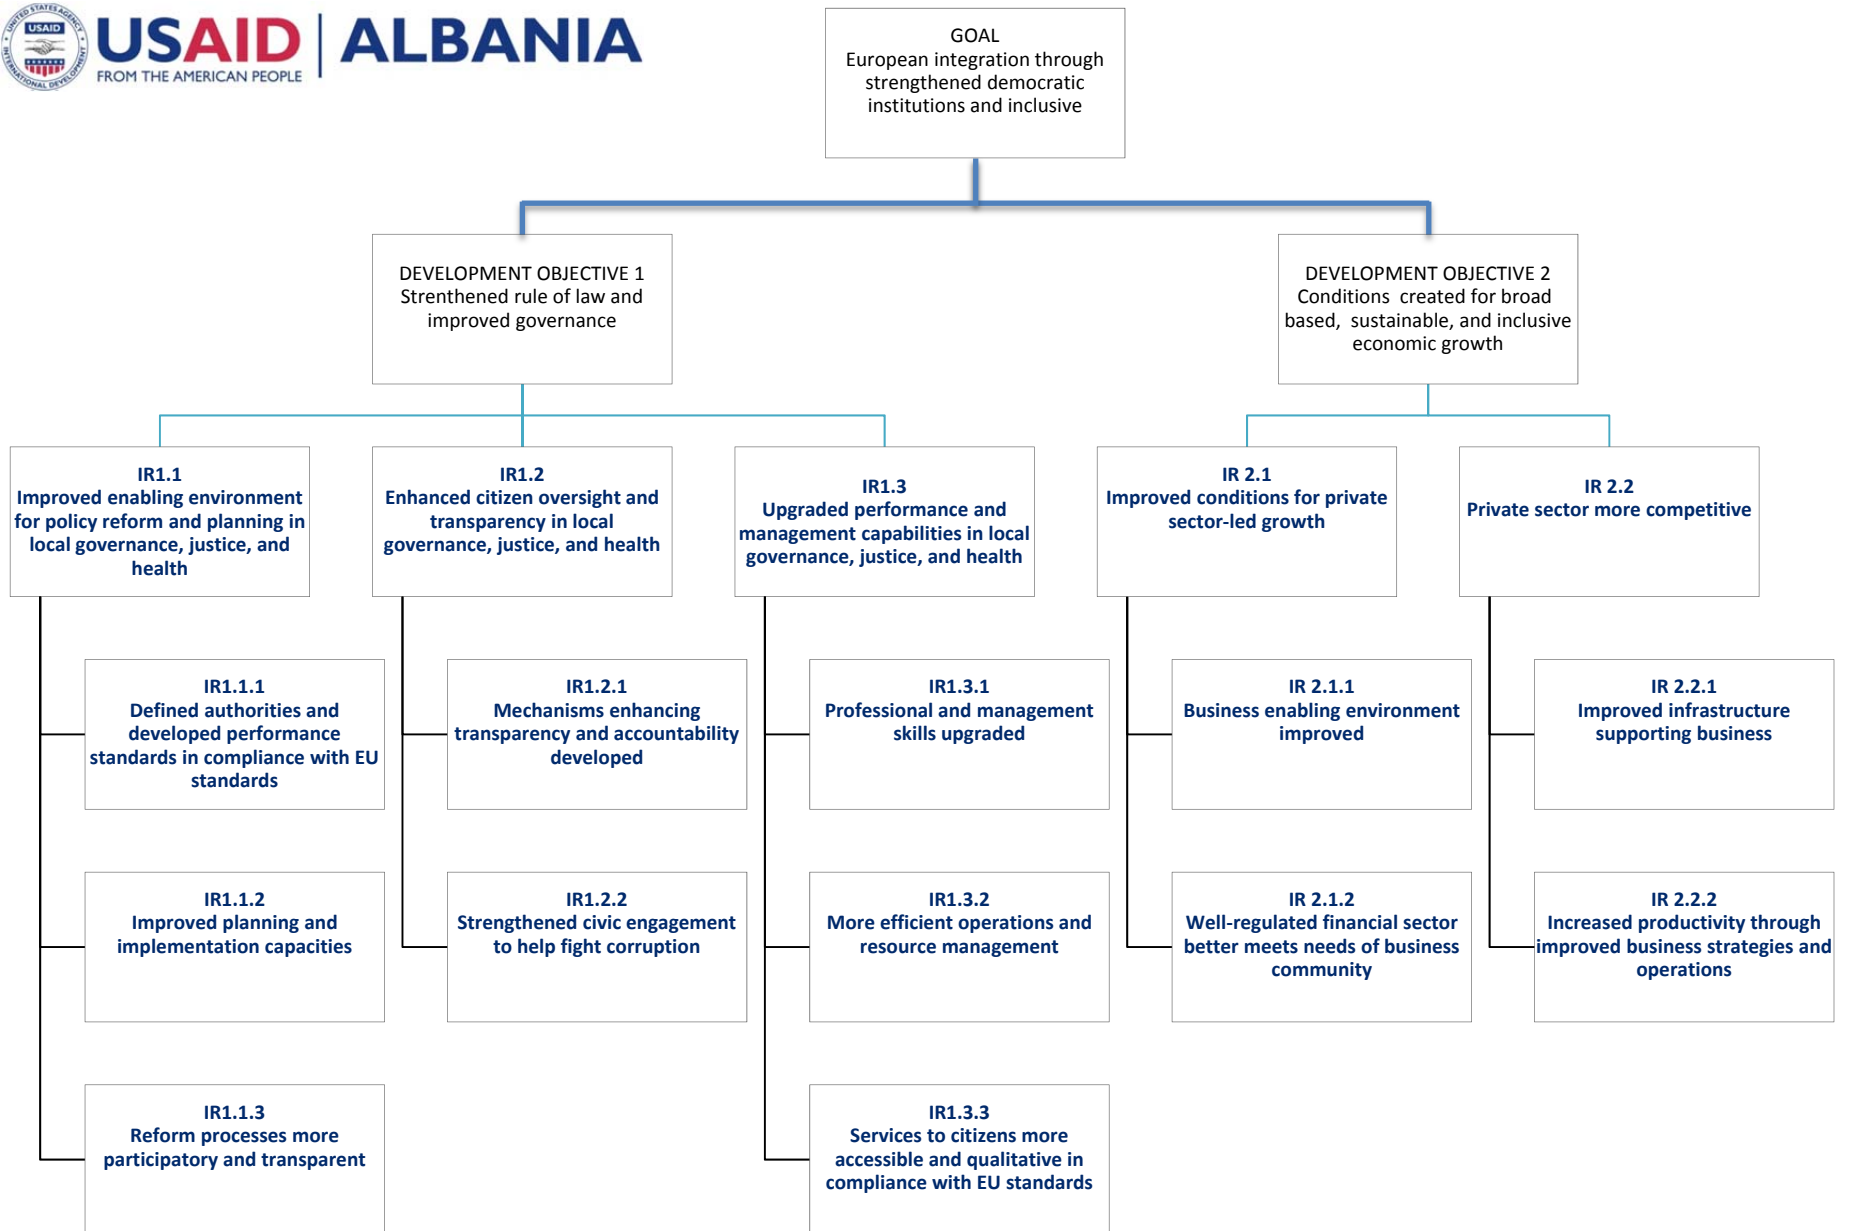 UNITED STATES AGENCY
USAID
INTERNATIONAL DEVELOPMENT
USAID | ALBANIA
FROM THE AMERICAN PEOPLE
GOAL
European integration through
strengthened democratic
institutions and inclusive
DEVELOPMENT OBJECTIVE 1
Strenthened rule of law and
improved governance
DEVELOPMENT OBJECTIVE 2
Conditions created for broad
based, sustainable, and inclusive
economic growth
IR1.1
Improved enabling environment
for policy reform and planning in
local governance, justice, and
health
IR1.2
Enhanced citizen oversight and
transparency in local
governance, justice, and health
IR1.3
Upgraded performance and
management capabilities in local
governance, justice, and health
IR 2.1
Improved conditions for private
sector-led growth
IR 2.2
Private sector more competitive
IR1.1.1
Defined authorities and
developed performance
standards in compliance with EU
standards
IR1.2.1
Mechanisms enhancing
transparency and accountability
developed
IR1.3.1
Professional and management
skills upgraded
IR 2.1.1
Business enabling environment
improved
IR 2.2.1
Improved infrastructure
supporting business
IR1.1.2
Improved planning and
implementation capacities
IR1.2.2
Strengthened civic engagement
to help fight corruption
IR1.3.2
More efficient operations and
resource management
IR 2.1.2
Well-regulated financial sector
better meets needs of business
community
IR 2.2.2
Increased productivity through
improved business strategies and
operations
IR1.1.3
Reform processes more
participatory and transparent
IR1.3.3
Services to citizens more
accessible and qualitative in
compliance with EU standards